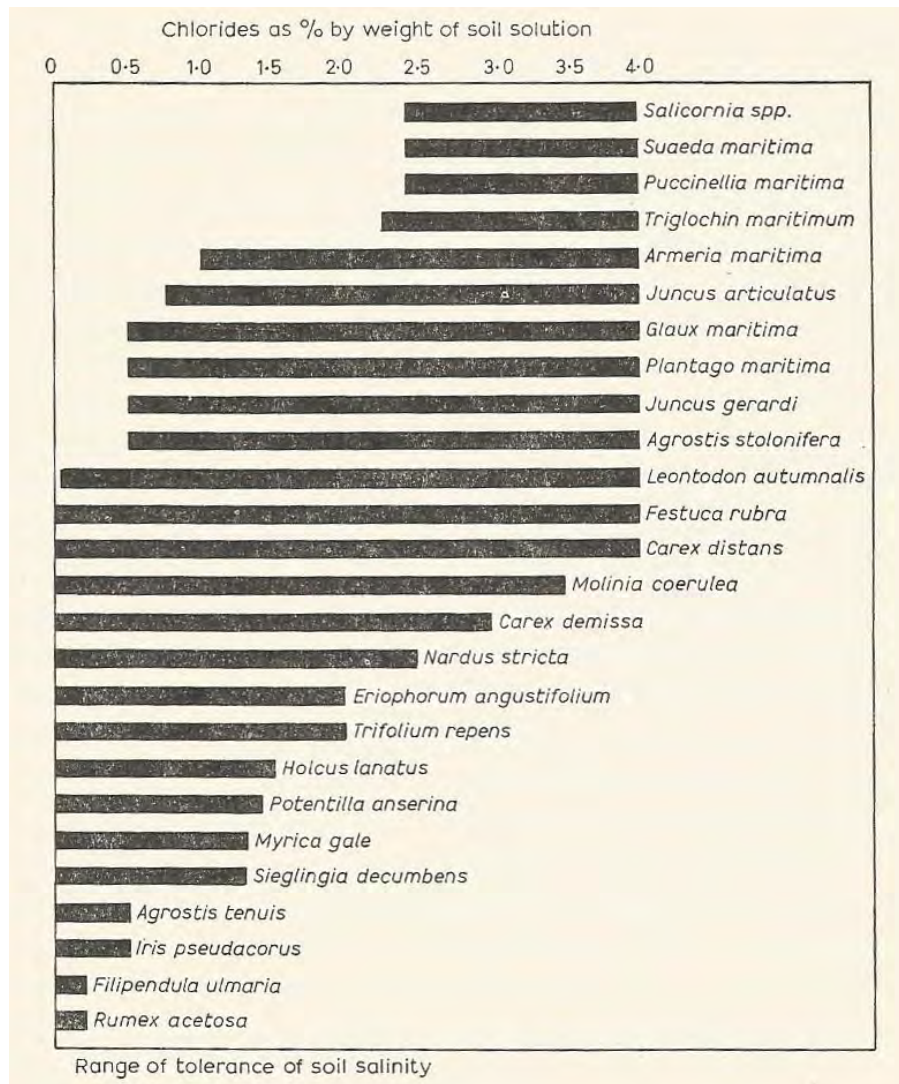 Chlorides as % by weight of soil solution
0 0·5 1·0 1·5 2·0 2·5 3·0 3·5 4·0
Salicornia spp.
Suaeda maritima
Puccinellia maritima
Triglochin maritimum
Armeria maritima
Juncus articulatus
Glaux maritima
Plantago maritima
Juncus gerardi
Agrostis stolonifera
Leontodon autumnalis
Festuca rubra
Carex distans
Molinia coerulea
Carex demissa
Nardus stricta
Eriophorum angustifolium
Trifolium repens
Holcus lanatus
Potentilla anserina
Myrica gale
Sieglingia decumbens
Agrostis tenuis
Iris pseudacorus
Filipendula ulmaria
Rumex acetosa
Range of tolerance of soil salinity